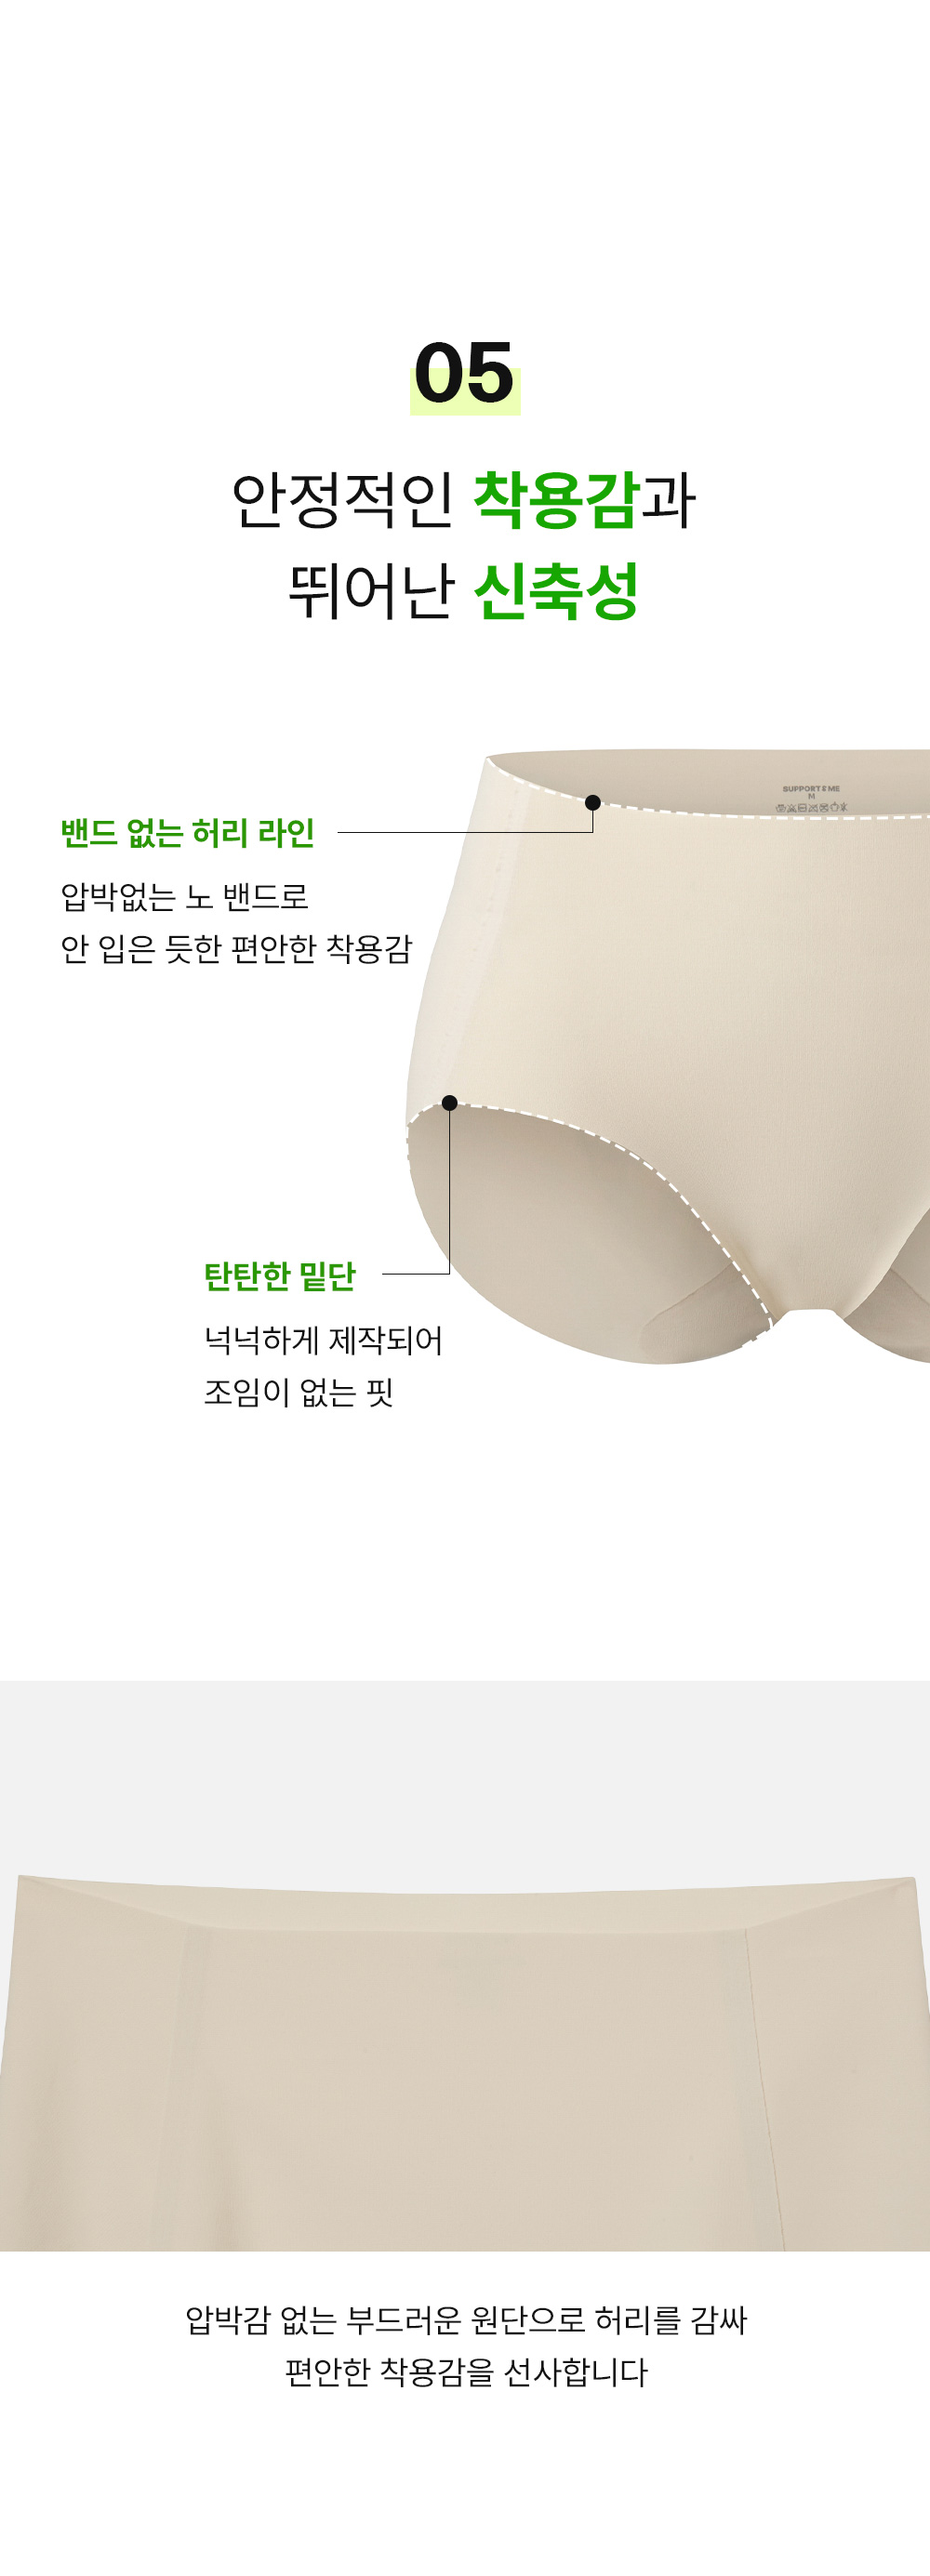 05
안정적인 착용감과
뛰어난 신축성
SUPPORT ME
M
밴드 없는 허리 라인
압박없는 노 밴드로
안 입은 듯한 편안한 착용감
탄탄한 밑단
넉넉하게 제작되어
조임이 없는 핏
압박감 없는 부드러운 원단으로 허리를 감싸
편안한 착용감을 선사합니다